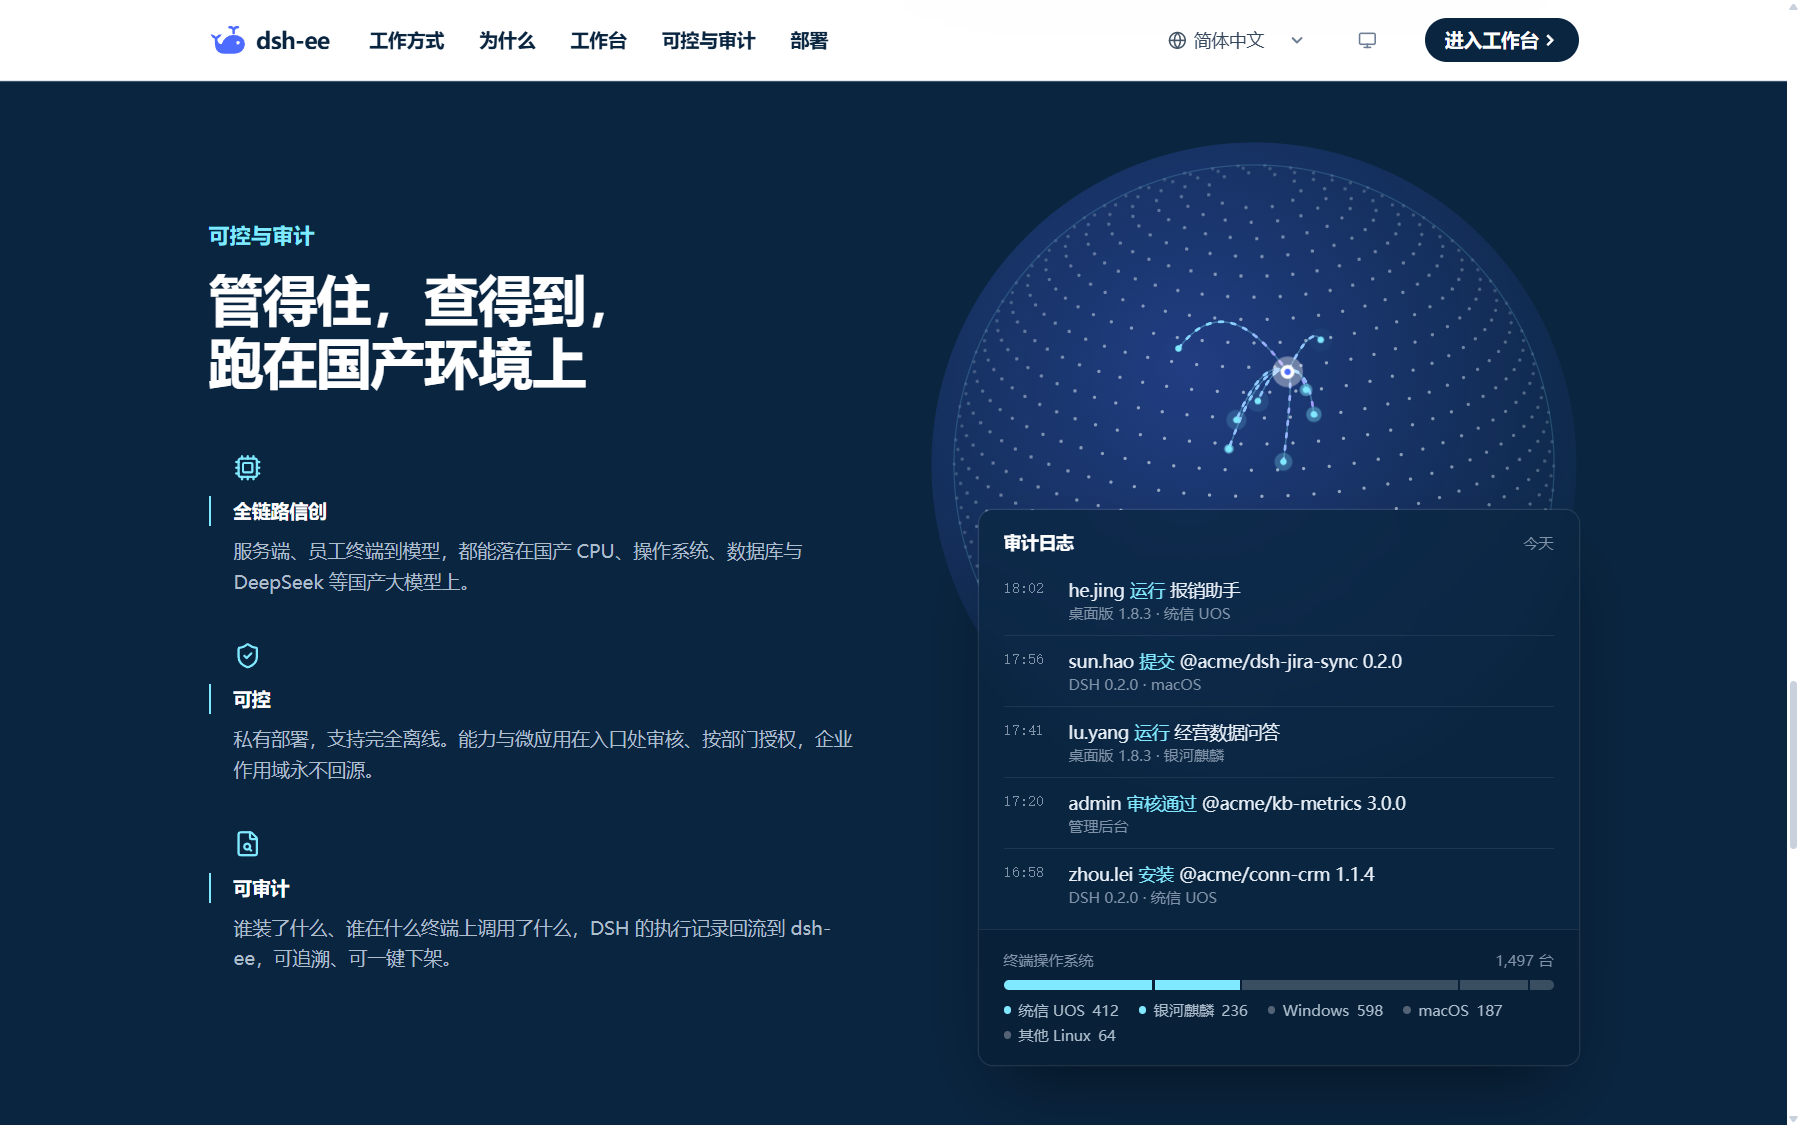 dsh-ee 工作方式 为什么 工作台 可控与审计 部署 简体中文 进入工作台
可控与审计
管得住，查得到，
跑在国产环境上
全链路信创
服务端、员工终端到模型，都能落在国产 CPU、操作系统、数据库与
DeepSeek 等国产大模型上。
可控
私有部署，支持完全离线。能力与微应用在入口处审核、按部门授权，企业
作用域永不回源。
可审计
谁装了什么、谁在什么终端上调用了什么，DSH 的执行记录回流到 dsh-
ee，可追溯、可一键下架。
审计日志 今天
18:02 he.jing 运行 报销助手
桌面版 1.8.3 · 统信 UOS
17:56 sun.hao 提交 @acme/dsh-jira-sync 0.2.0
DSH 0.2.0 · macOS
17:41 lu.yang 运行 经营数据问答
桌面版 1.8.3 · 银河麒麟
17:20 admin 审核通过 @acme/kb-metrics 3.0.0
管理后台
16:58 zhou.lei 安装 @acme/conn-crm 1.1.4
DSH 0.2.0 · 统信 UOS
终端操作系统 1,497 台
统信 UOS 412 银河麒麟 236 Windows 598 macOS 187
其他 Linux 64